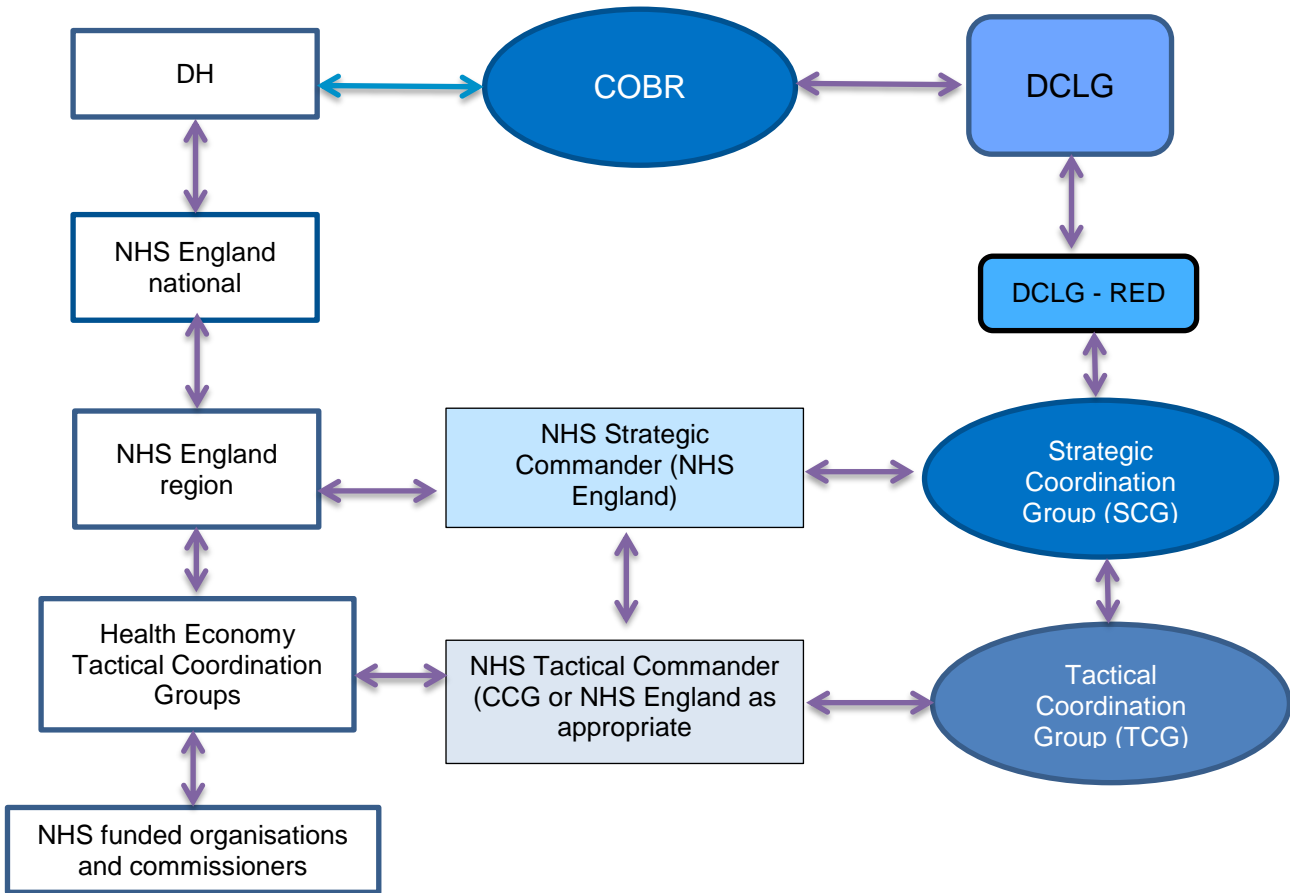 DH
COBR
DCLG
NHS England
national
DCLG - RED
NHS England
region
NHS Strategic
Commander (NHS
England)
Strategic
Coordination
Group (SCG)
Health Economy
Tactical Coordination
Groups
NHS Tactical Commander
(CCG or NHS England as
appropriate
Tactical
Coordination
Group (TCG)
NHS funded organisations
and commissioners